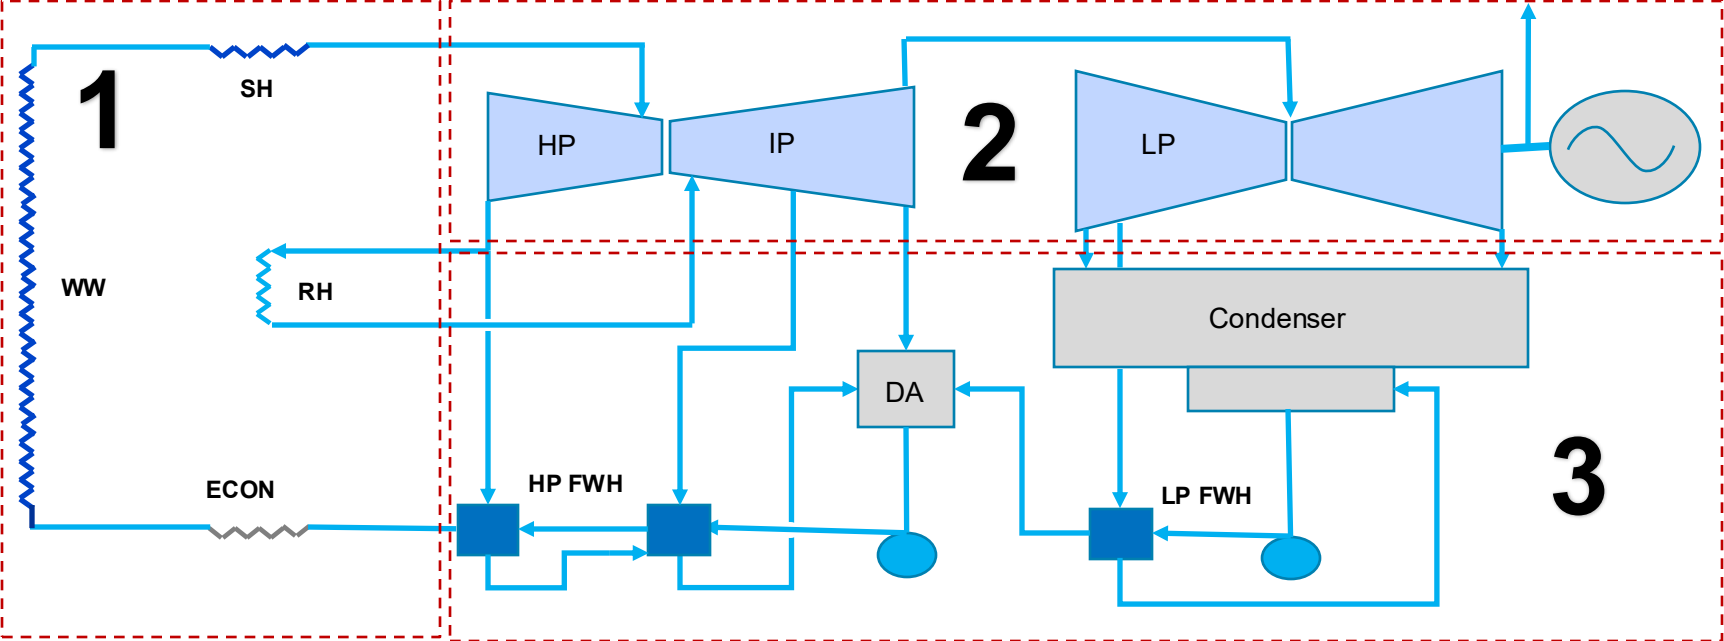 1
SH
HP
IP
2
LP
WW
RH
Condenser
DA
ECON
HP FWH
LP FWH
3